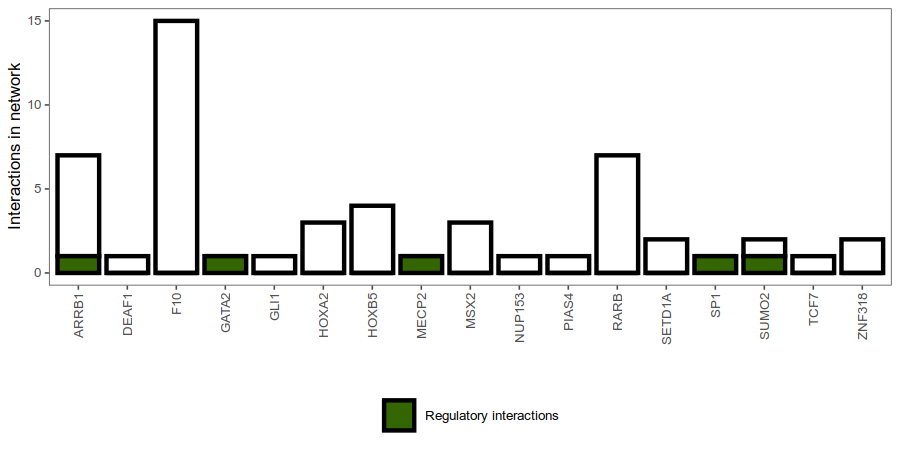 Interactions in network
15
10
5
0
ARRB1
DEAF1
F10
GATA2
GLI1
HOXA2
HOXB5
MECP2
MSX2
NUP153
PIAS4
RARB
SETD1A
SP1
SUMO2
TCF7
ZNF318
Regulatory interactions